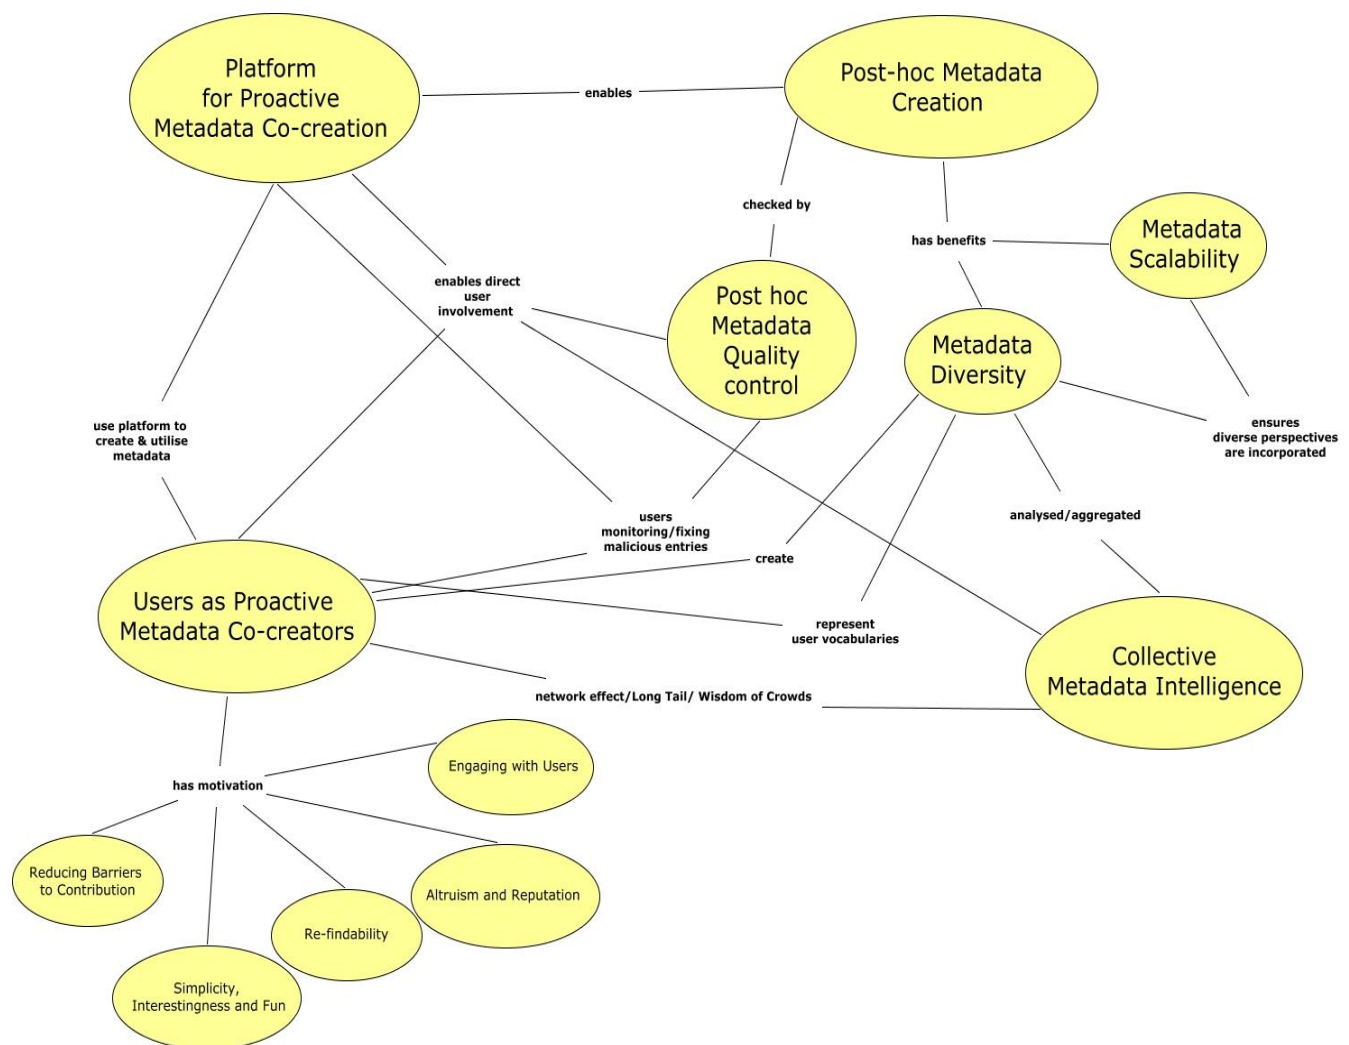 Platform
for Proactive
Metadata Co-creation
enables
Post-hoc Metadata
Creation
checked by
has benefits
Metadata
Scalability
enables direct
user
involvement
Post hoc
Metadata
Quality
control
Metadata
Diversity
use platform to
create & utilise
metadata
ensures
diverse perspectives
are incorporated
users
monitoring/fixing
malicious entries
analysed/aggregated
create
Users as Proactive
Metadata Co-creators
represent
user vocabularies
Collective
Metadata Intelligence
network effect/Long Tail/ Wisdom of Crowds
has motivation
Engaging with Users
Reducing Barriers
to Contribution
Altruism and Reputation
Re-findability
Simplicity,
Interestingness and Fun